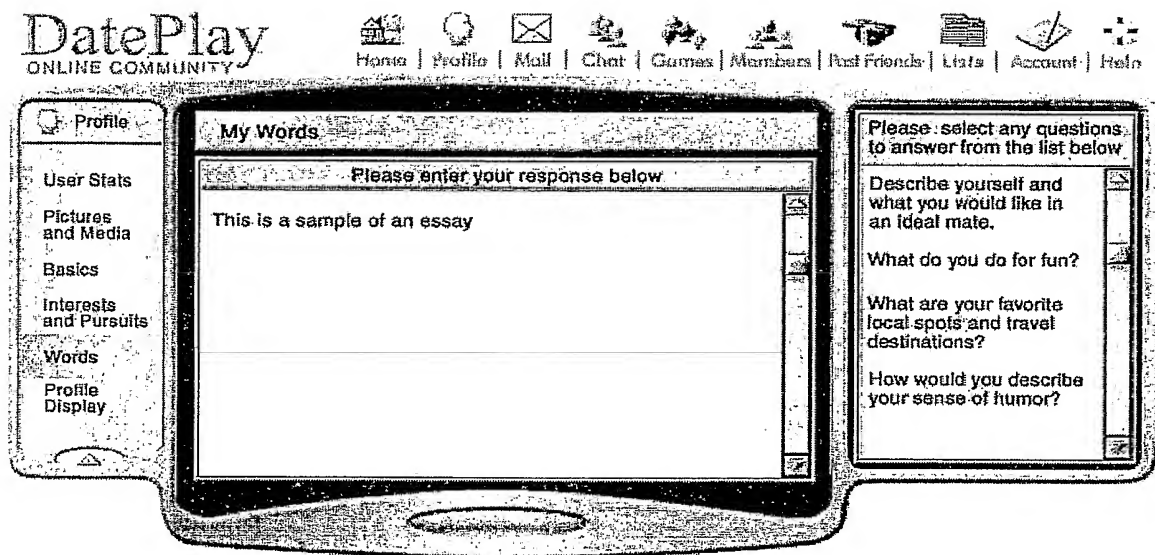 DatePlay
ONLINE COMMUNITY
Home | Profile | Mail | Chat | Games | Members | Past Friends | Lists | Account | Help
Profile
User Stats
Pictures
and Media
Basics
Interests
and Pursuits
Words
Profile
Display
My Words
Please enter your response below
This is a sample of an essay
Please select any questions
to answer from the list below
Describe yourself and
what you would like in
an ideal mate.
What do you do for fun?
What are your favorite
local spots and travel
destinations?
How would you describe
your sense of humor?